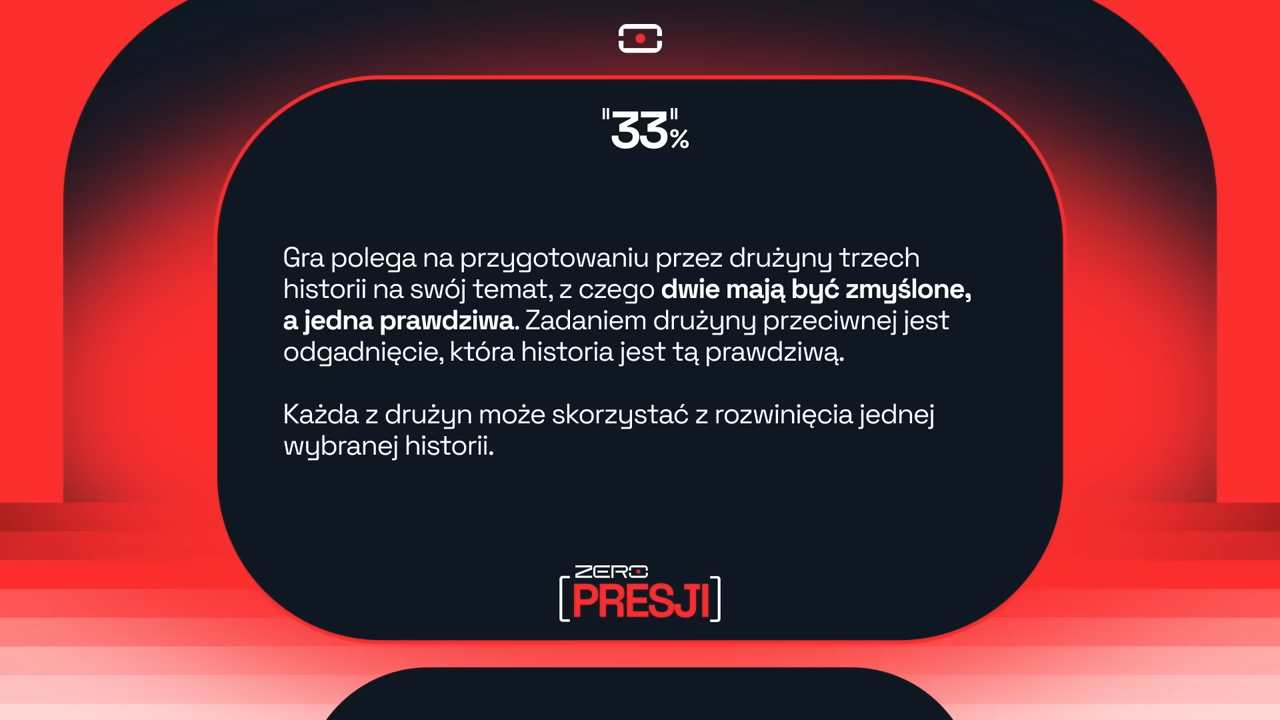 "33"%
Gra polega na przygotowaniu przez drużyny trzech
historii na swój temat, z czego dwie mają być zmyślone,
a jedna prawdziwa. Zadaniem drużyny przeciwnej jest
odgadnięcie, która historia jest tą prawdziwą.
Każda z drużyn może skorzystać z rozwinięcia jednej
wybranej historii.
ZERO
[PRESJI]